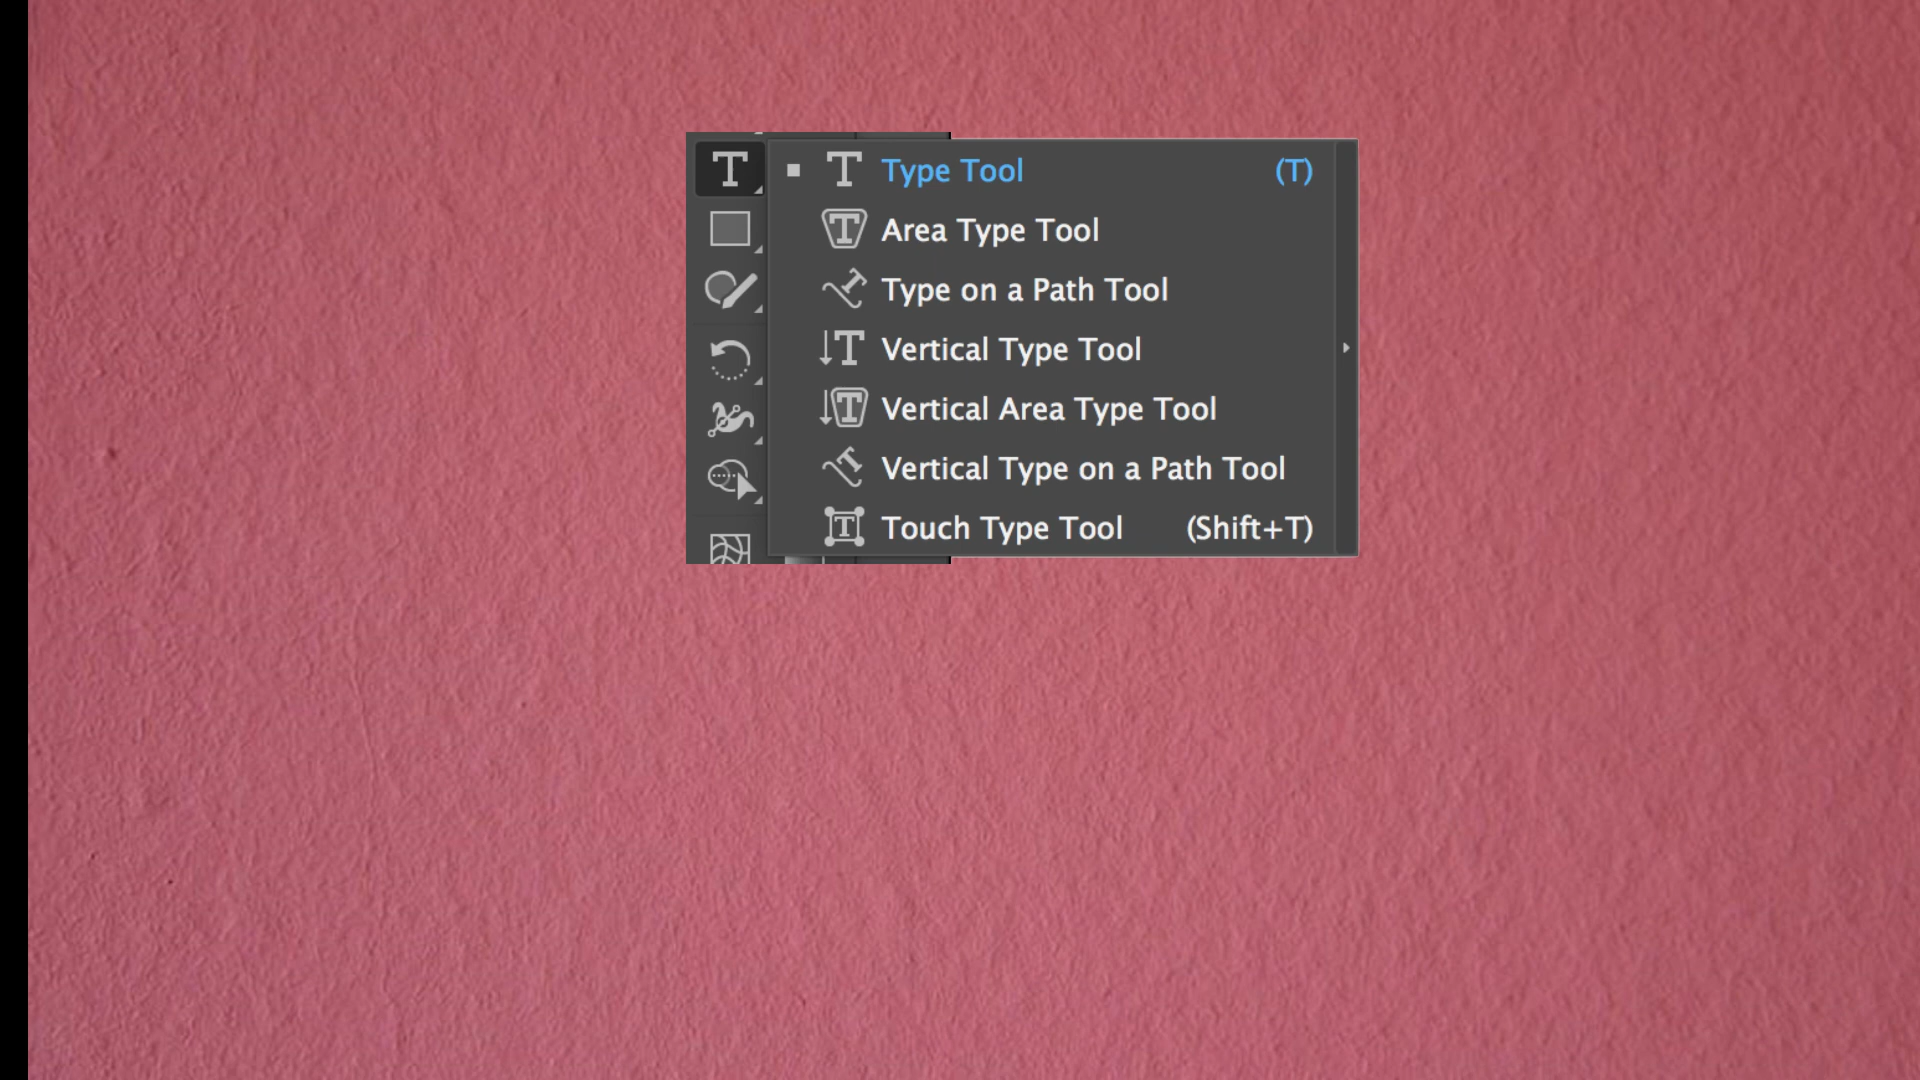 Type Tool (T)
Area Type Tool
Type on a Path Tool
Vertical Type Tool
Vertical Area Type Tool
Vertical Type on a Path Tool
Touch Type Tool (Shift+T)